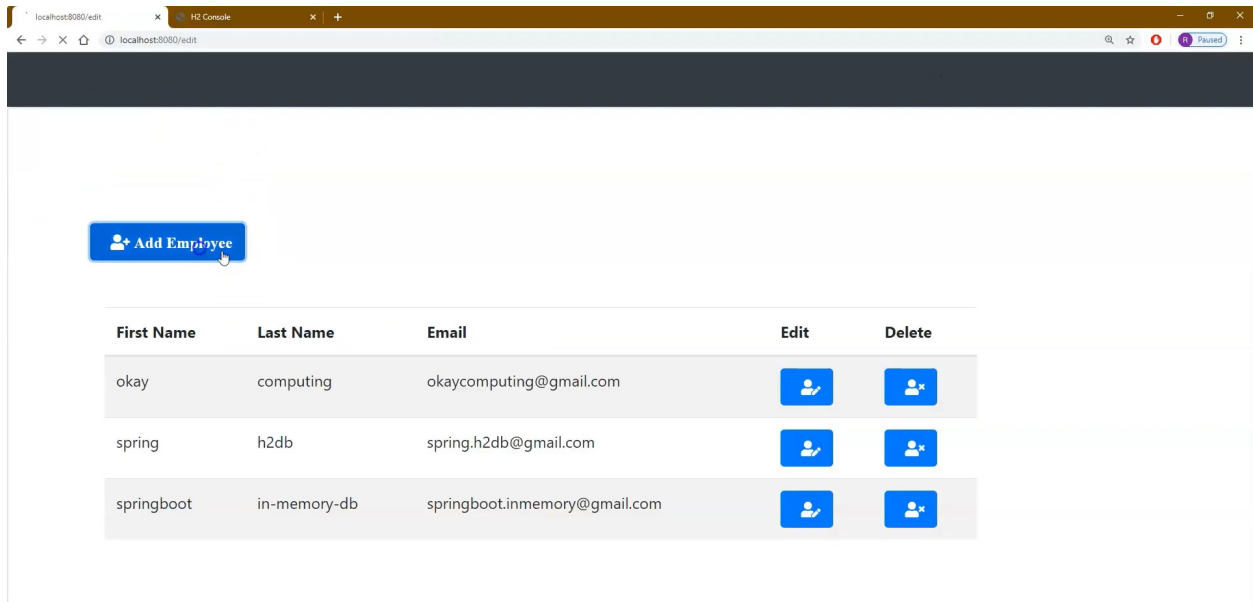 localhost:8080/edit H2 Console
localhost:8080/edit R Paused
Add Employee
First Name Last Name Email Edit Delete
okay computing okaycomputing@gmail.com
spring h2db spring.h2db@gmail.com
springboot in-memory-db springboot.inmemory@gmail.com